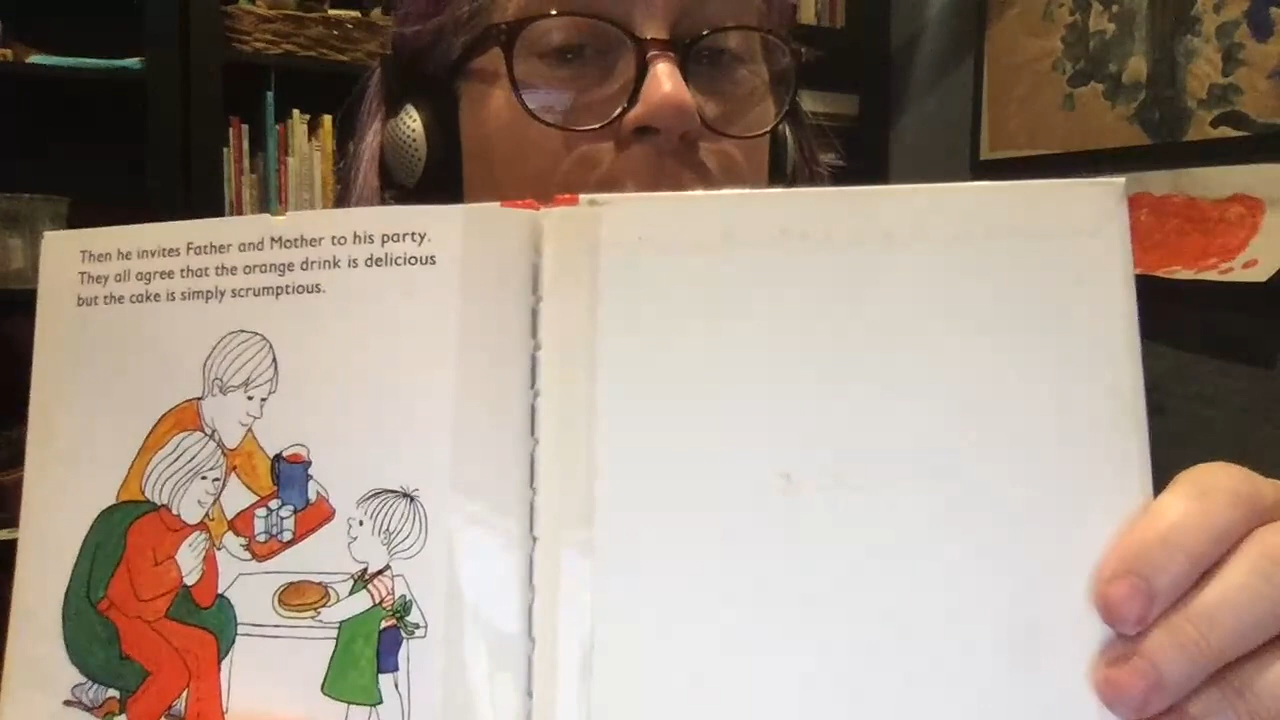 Then he invites Father and Mother to his party.
They all agree that the orange drink is delicious
but the cake is simply scrumptious.